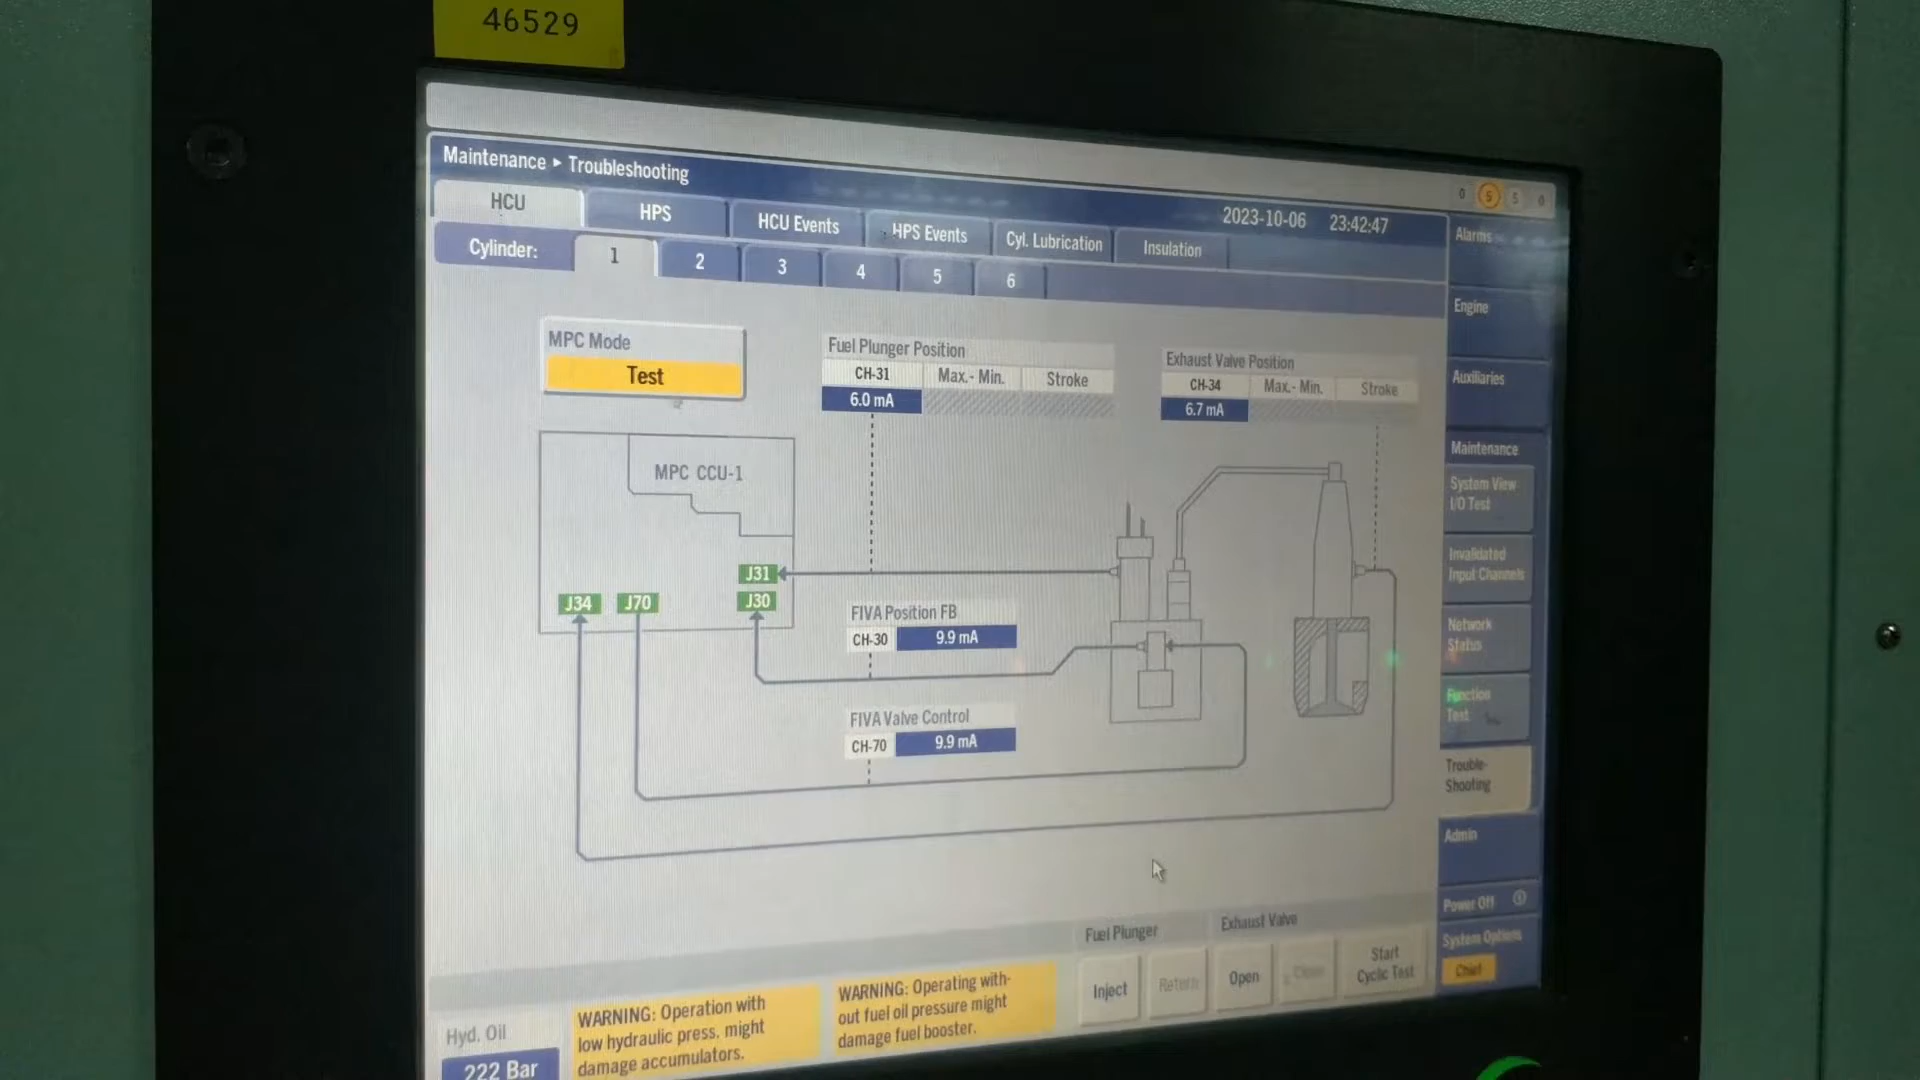 46529
Maintenance ▸ Troubleshooting
0 5 5 0
HCU HPS HCU Events HPS Events Cyl. Lubrication Insulation
2023-10-06 23:42:47
Cylinder: 1 2 3 4 5 6
Alarms
Engine
Auxiliaries
Maintenance
System View
I/O Test
Invalidated
Input Channels
Network
Status
Function
Test
Trouble-
Shooting
Admin
Power Off
System Options
Chief
MPC Mode
Test
Fuel Plunger Position
CH-31 Max.- Min. Stroke
6.0 mA
Exhaust Valve Position
CH-34 Max.- Min. Stroke
6.7 mA
MPC CCU-1
J31
J30
J34 J70
FIVA Position FB
CH-30 9.9 mA
FIVA Valve Control
CH-70 9.9 mA
Fuel Plunger
Inject Return
Exhaust Valve
Open Close
Start
Cyclic Test
Hyd. Oil
222 Bar
WARNING: Operation with
low hydraulic press. might
damage accumulators.
WARNING: Operating with-
out fuel oil pressure might
damage fuel booster.